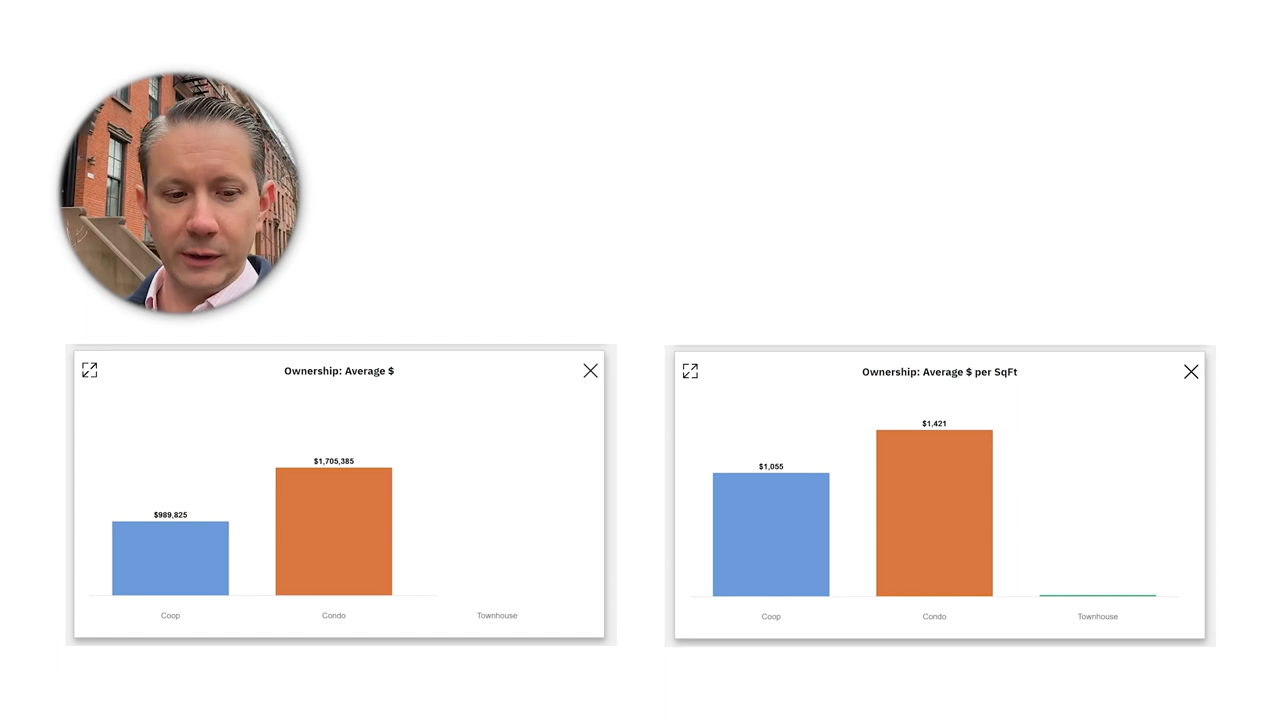 Ownership: Average $
$1,705,385
$989,825
Coop
Condo
Townhouse
Ownership: Average $ per SqFt
$1,421
$1,055
Coop
Condo
Townhouse